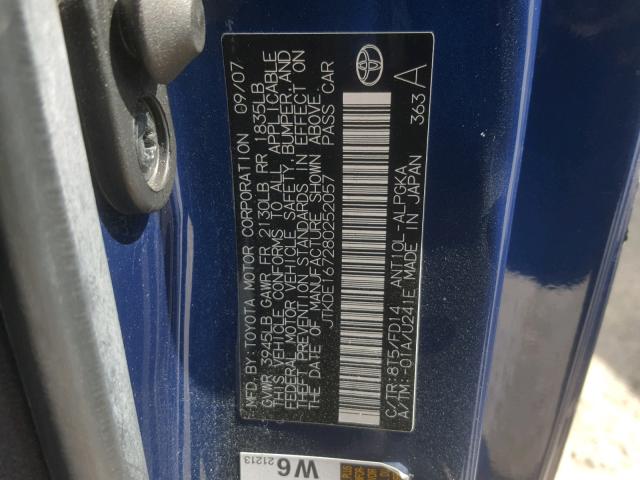 MFD. BY: TOYOTA MOTOR CORPORATION 09/07
GVWR 3945LB GAWR FR 2130LB RR 1835LB
THIS VEHICLE CONFORMS TO ALL APPLICABLE
FEDERAL MOTOR VEHICLE SAFETY, BUMPER, AND
THEFT PREVENTION STANDARDS IN EFFECT ON
THE DATE OF MANUFACTURE SHOWN ABOVE.
JTKDE167280252057 PASS CAR
C/TR: 8T5/FD14 ANT10L-ALPGKA
A/TM: -01A/U241E MADE IN JAPAN
363 A
W6
21213